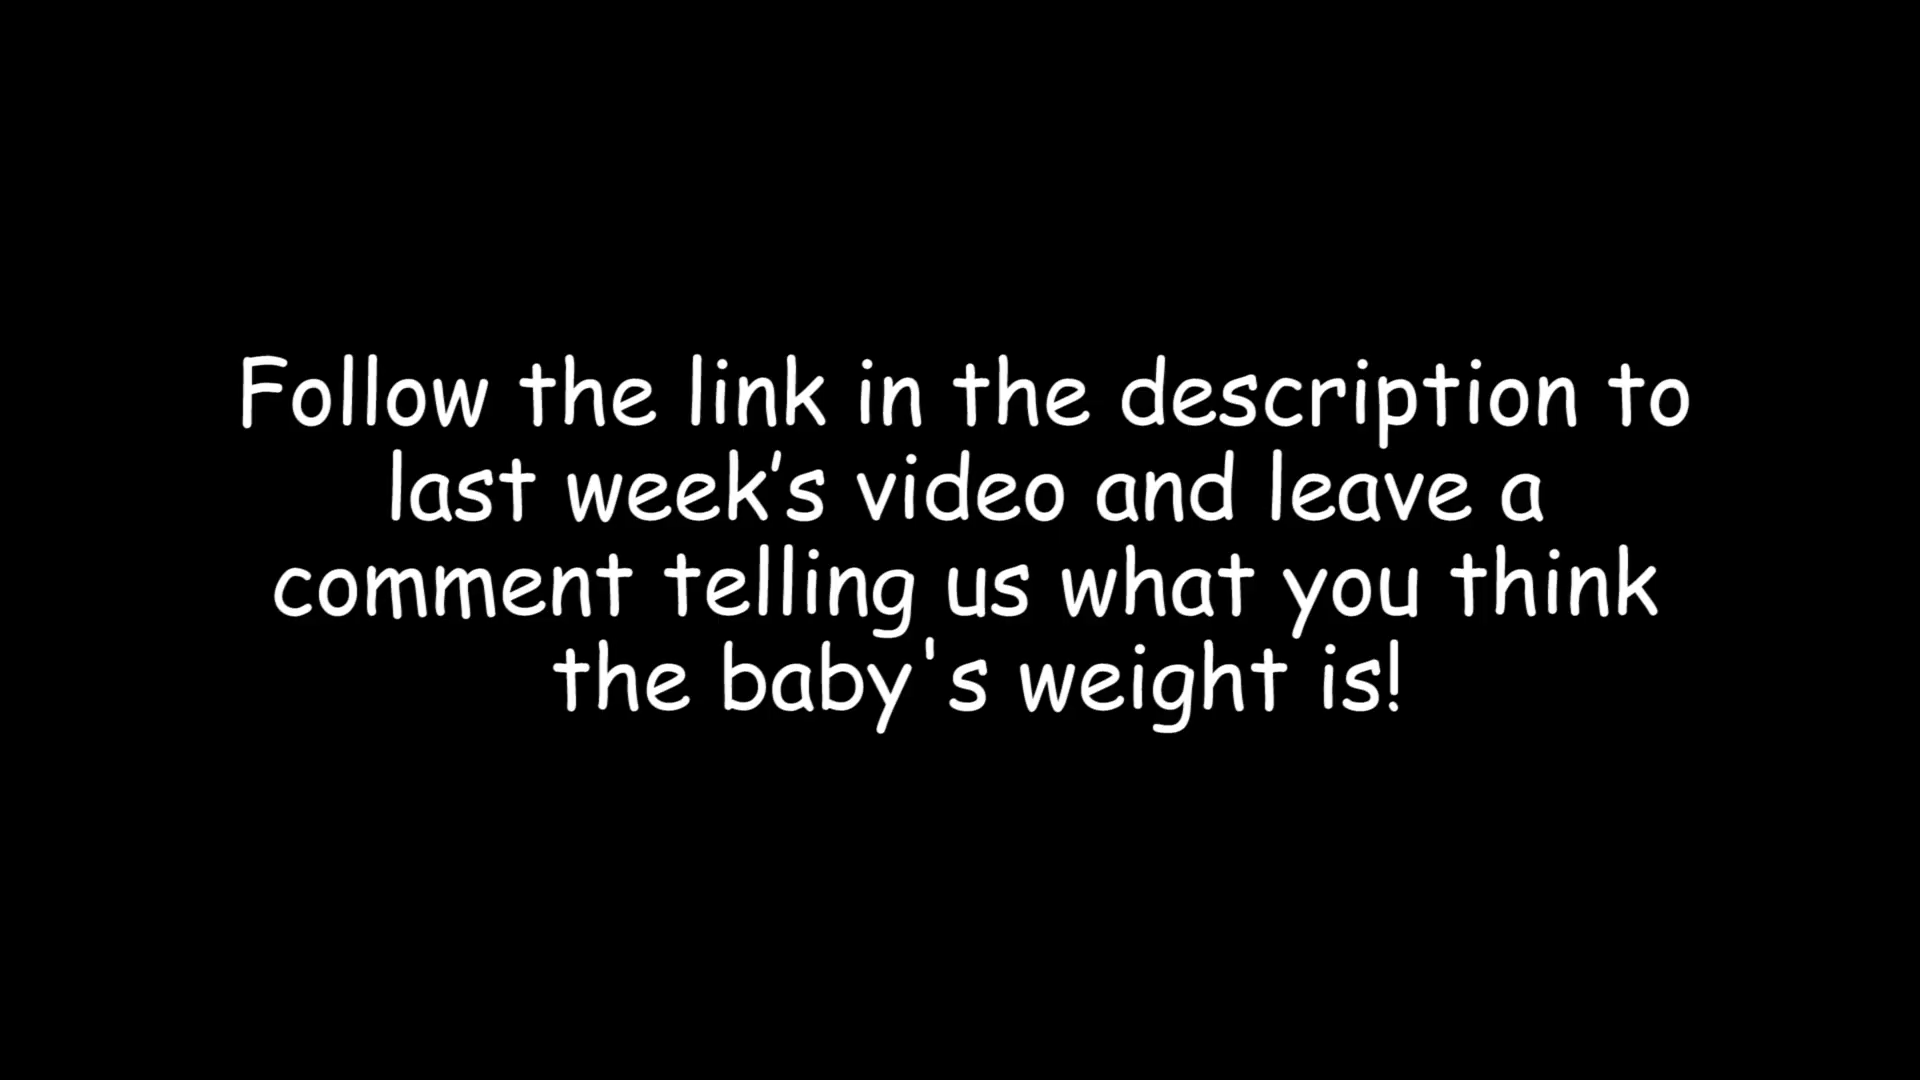 Follow the link in the description to
last week’s video and leave a
comment telling us what you think
the baby's weight is!